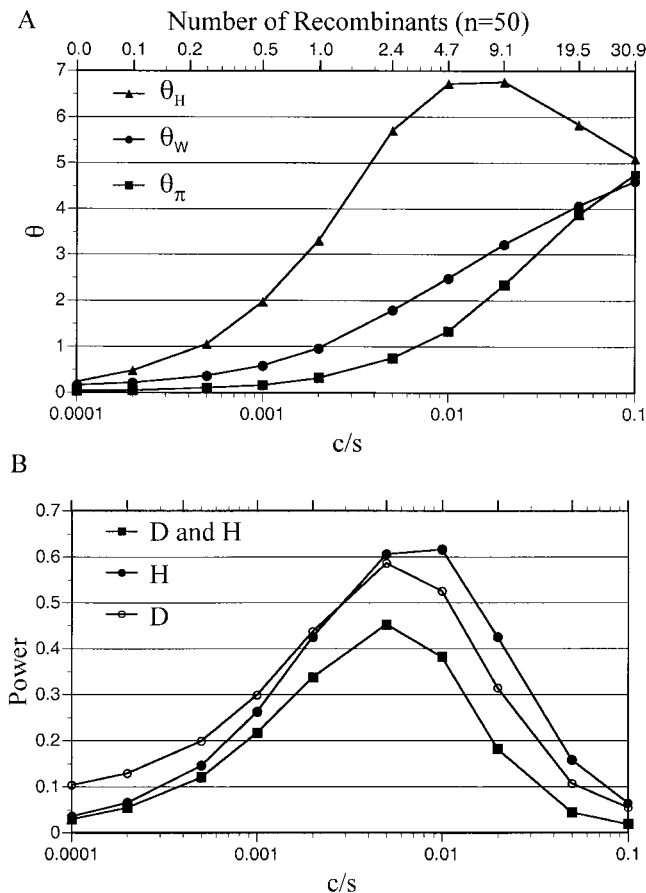 A
Number of Recombinants (n=50)
0.0 0.1 0.2 0.5 1.0 2.4 4.7 9.1 19.5 30.9
7
6
5
4
3
2
1
0
θ
θH
θW
θπ
0.0001 0.001 0.01 0.1
c/s
B
0.7
0.6
0.5
0.4
0.3
0.2
0.1
0
Power
D and H
H
D
0.0001 0.001 0.01 0.1
c/s